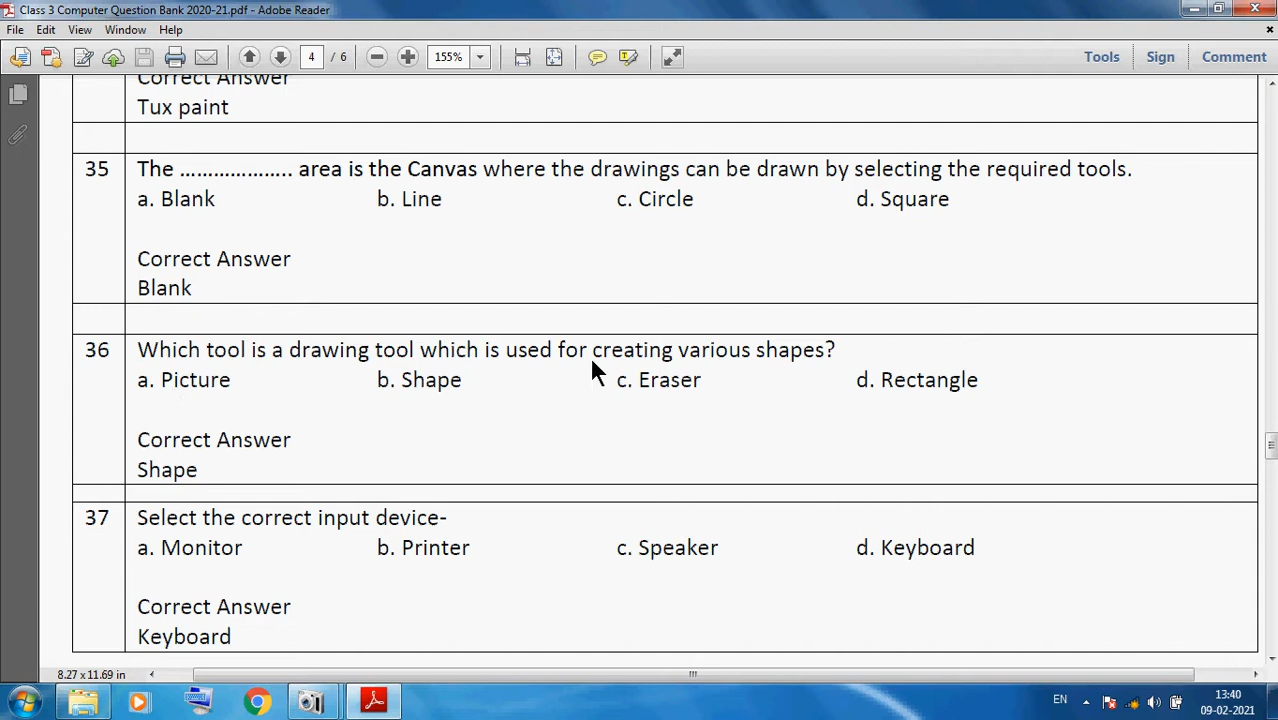 Class 3 Computer Question Bank 2020-21.pdf - Adobe Reader
File Edit View Window Help
4 / 6 155% Tools Sign Comment
Correct Answer
Tux paint
35 The ……………….. area is the Canvas where the drawings can be drawn by selecting the required tools.
a. Blank b. Line c. Circle d. Square
Correct Answer
Blank
36 Which tool is a drawing tool which is used for creating various shapes?
a. Picture b. Shape c. Eraser d. Rectangle
Correct Answer
Shape
37 Select the correct input device-
a. Monitor b. Printer c. Speaker d. Keyboard
Correct Answer
Keyboard
8.27 x 11.69 in
EN 13:40
09-02-2021